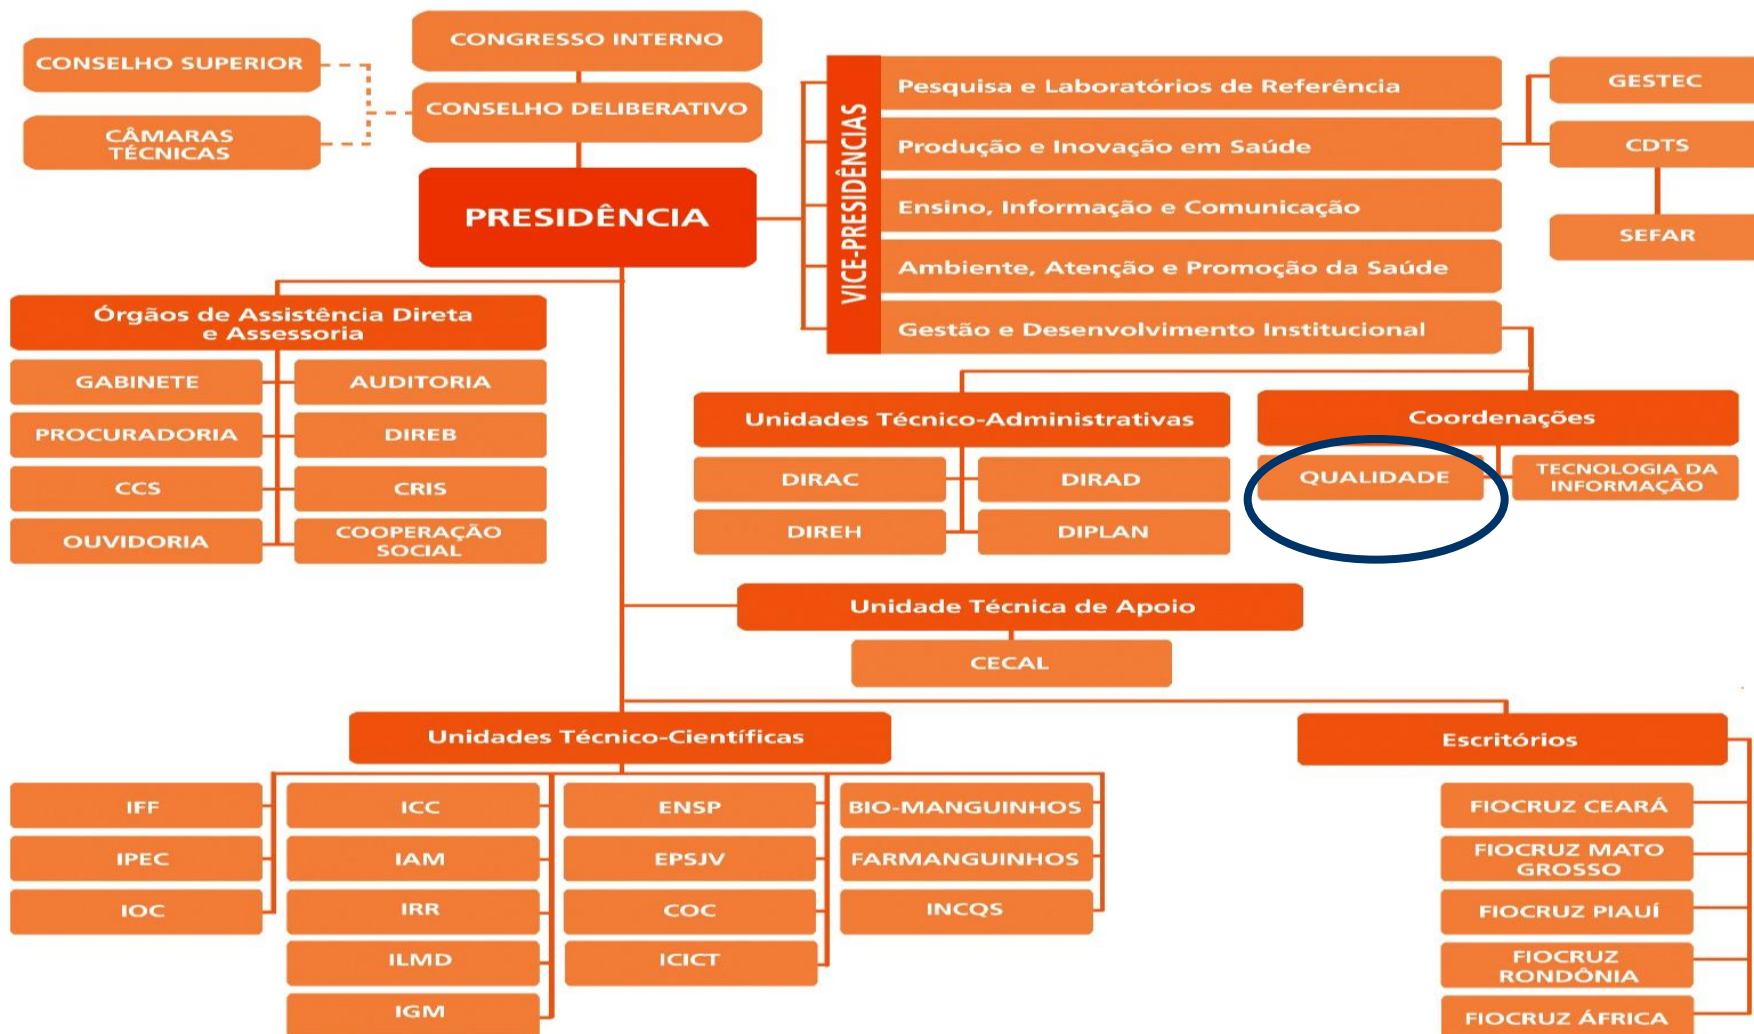 CONGRESSO INTERNO
CONSELHO SUPERIOR
CONSELHO DELIBERATIVO
CÂMARAS
TÉCNICAS
PRESIDÊNCIA
VICE-PRESIDÊNCIAS
Pesquisa e Laboratórios de Referência
Produção e Inovação em Saúde
Ensino, Informação e Comunicação
Ambiente, Atenção e Promoção da Saúde
Gestão e Desenvolvimento Institucional
GESTEC
CDTS
SEFAR
Órgãos de Assistência Direta
e Assessoria
GABINETE
AUDITORIA
PROCURADORIA
DIREB
CCS
CRIS
OUVIDORIA
COOPERAÇÃO
SOCIAL
Unidades Técnico-Administrativas
DIRAC
DIRAD
DIREH
DIPLAN
Coordenações
QUALIDADE
TECNOLOGIA DA
INFORMAÇÃO
Unidade Técnica de Apoio
CECAL
Unidades Técnico-Científicas
IFF
IPEC
IOC
ICC
IAM
IRR
ILMD
IGM
ENSP
EPSJV
COC
ICICT
BIO-MANGUINHOS
FARMANGUINHOS
INCQS
Escritórios
FIOCRUZ CEARÁ
FIOCRUZ MATO
GROSSO
FIOCRUZ PIAUÍ
FIOCRUZ
RONDÔNIA
FIOCRUZ ÁFRICA